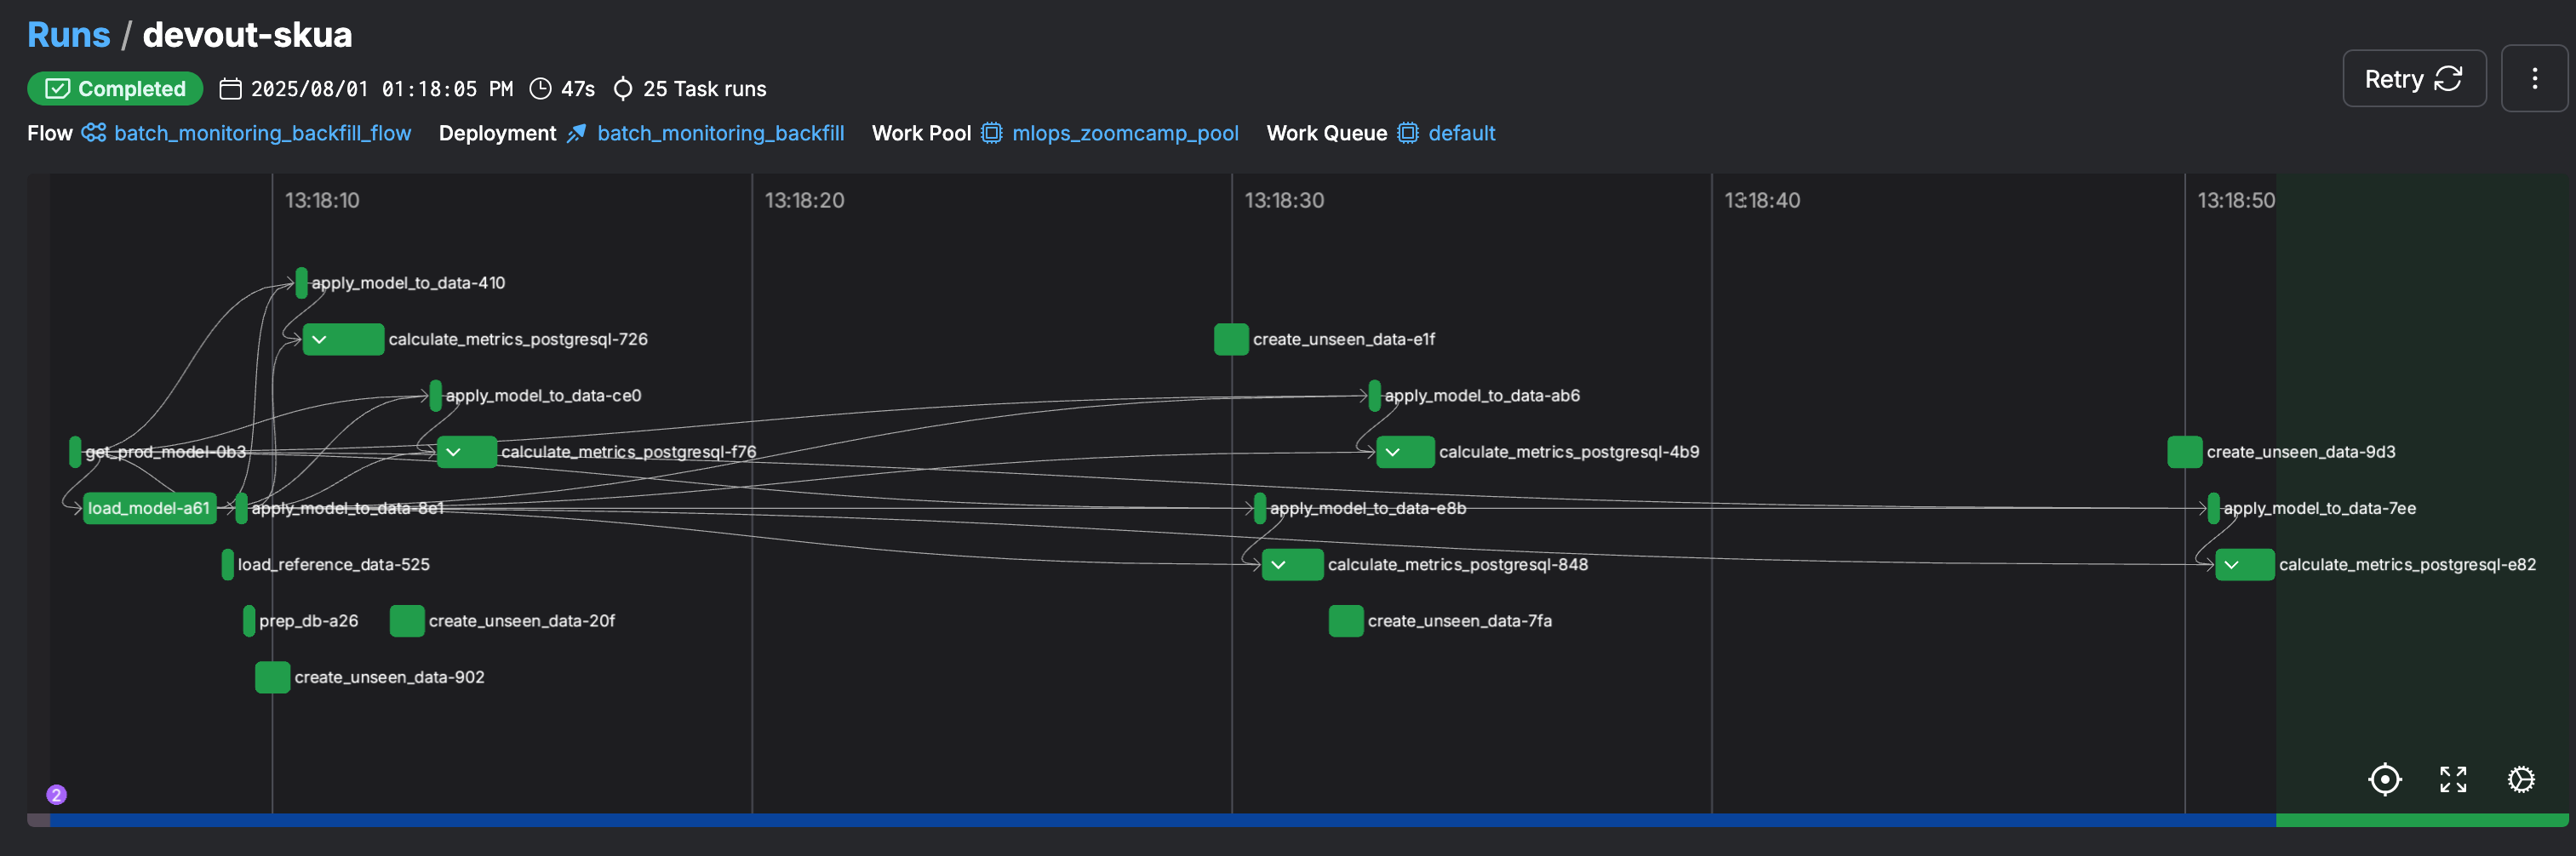 Runs / devout-skua
Completed 2025/08/01 01:18:05 PM 47s 25 Task runs
Retry
Flow batch_monitoring_backfill_flow Deployment batch_monitoring_backfill Work Pool mlops_zoomcamp_pool Work Queue default
13:18:10 13:18:20 13:18:30 13:18:40 13:18:50
apply_model_to_data-410
calculate_metrics_postgresql-726 create_unseen_data-e1f
apply_model_to_data-ce0 apply_model_to_data-ab6
get_prod_model-0b3 calculate_metrics_postgresql-f76 calculate_metrics_postgresql-4b9 create_unseen_data-9d3
load_model-a61 apply_model_to_data-8e1 apply_model_to_data-e8b apply_model_to_data-7ee
load_reference_data-525 calculate_metrics_postgresql-848 calculate_metrics_postgresql-e82
prep_db-a26 create_unseen_data-20f create_unseen_data-7fa
create_unseen_data-902
2